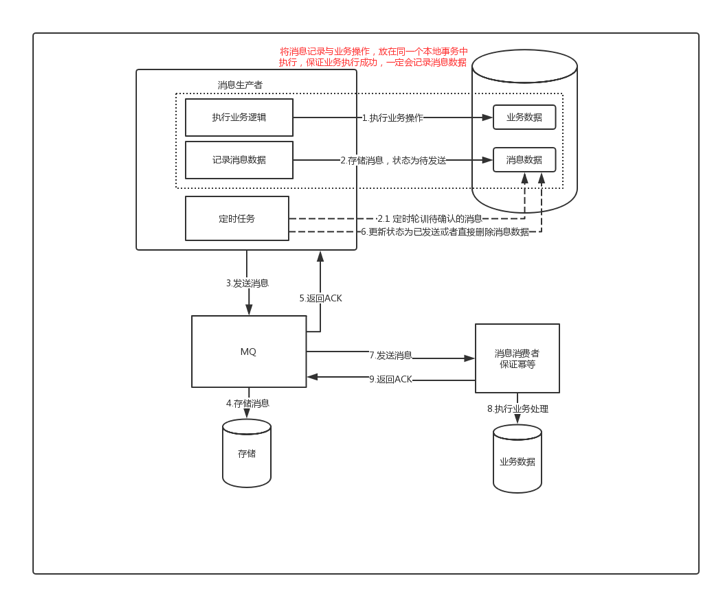 将消息记录与业务操作，放在同一个本地事务中
执行，保证业务执行成功，一定会记录消息数据
消息生产者
执行业务逻辑
1.执行业务操作
业务数据
记录消息数据
2.存储消息，状态为待发送
消息数据
定时任务
2.1. 定时轮训待确认的消息
6.更新状态为已发送或者直接删除消息数据
3.发送消息
5.返回ACK
MQ
7.发送消息
消息消费者
保证幂等
9.返回ACK
4.存储消息
8.执行业务处理
存储
业务数据